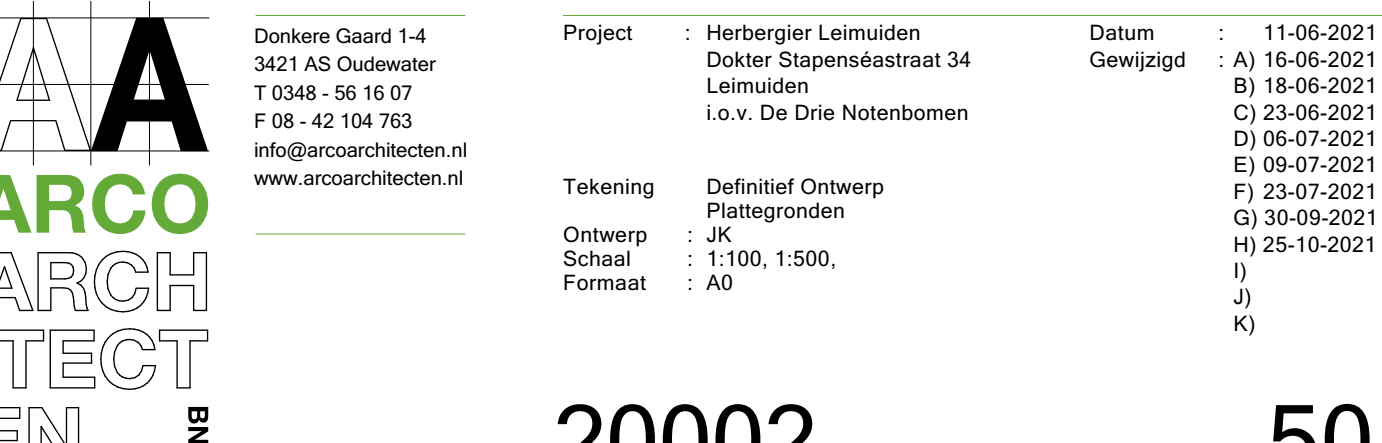 AA
ARCO
ARCH
ITECT
EN
BN
Donkere Gaard 1-4
3421 AS Oudewater
T 0348 - 56 16 07
F 08 - 42 104 763
info@arcoarchitecten.nl
www.arcoarchitecten.nl
Project : Herbergier Leimuiden
Dokter Stapenséastraat 34
Leimuiden
i.o.v. De Drie Notenbomen
Tekening Definitief Ontwerp
Plattegronden
Ontwerp : JK
Schaal : 1:100, 1:500,
Formaat : A0
Datum : 11-06-2021
Gewijzigd : A) 16-06-2021
B) 18-06-2021
C) 23-06-2021
D) 06-07-2021
E) 09-07-2021
F) 23-07-2021
G) 30-09-2021
H) 25-10-2021
I)
J)
K)
20002
50